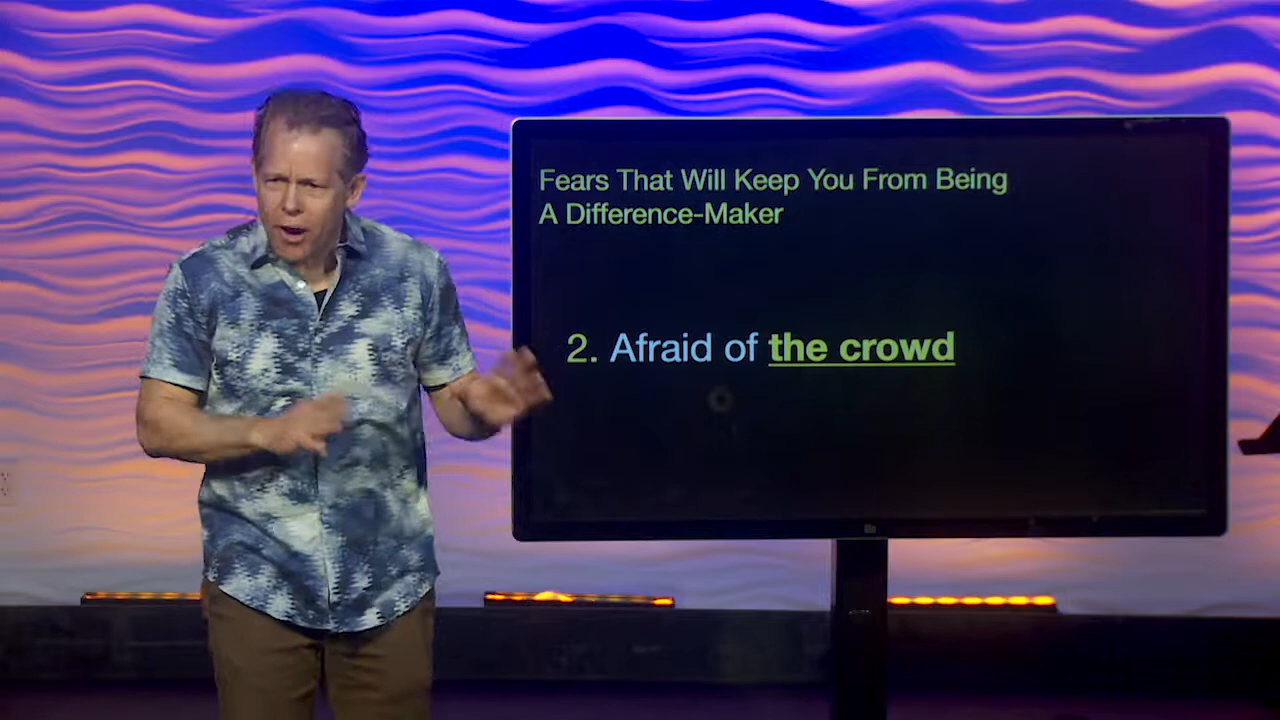 Fears That Will Keep You From Being
A Difference-Maker
2. Afraid of the crowd